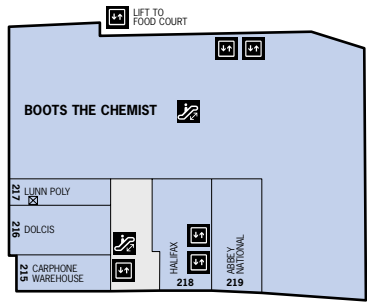 LIFT TO
FOOD COURT
BOOTS THE CHEMIST
217 LUNN POLY
216 DOLCIS
215 CARPHONE
WAREHOUSE
HALIFAX
218
ABBEY
NATIONAL
219